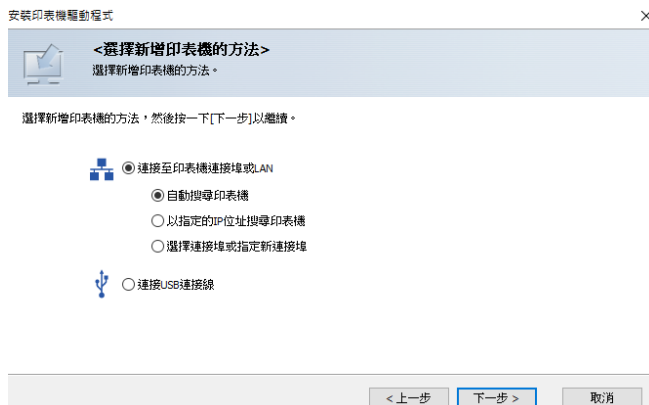 安裝印表機驅動程式
<選擇新增印表機的方法>
選擇新增印表機的方法。
選擇新增印表機的方法，然後按一下[下一步]以繼續。
連接至印表機連接埠或LAN
自動搜尋印表機
以指定的IP位址搜尋印表機
選擇連接埠或指定新連接埠
連接USB連接線
<上一步
下一步>
取消